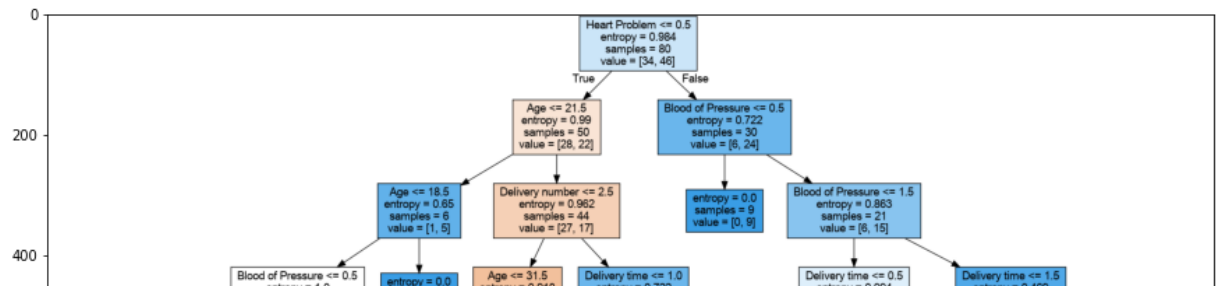 0
Heart Problem <= 0.5
entropy = 0.984
samples = 80
value = [34, 46]
True
False
Age <= 21.5
entropy = 0.99
samples = 50
value = [28, 22]
Blood of Pressure <= 0.5
entropy = 0.722
samples = 30
value = [6, 24]
200
Age <= 18.5
entropy = 0.65
samples = 6
value = [1, 5]
Delivery number <= 2.5
entropy = 0.962
samples = 44
value = [27, 17]
entropy = 0.0
samples = 9
value = [0, 9]
Blood of Pressure <= 1.5
entropy = 0.863
samples = 21
value = [6, 15]
400
Blood of Pressure <= 0.5
entropy = 0.0
Age <= 31.5
Delivery time <= 1.0
Delivery time <= 0.5
Delivery time <= 1.5